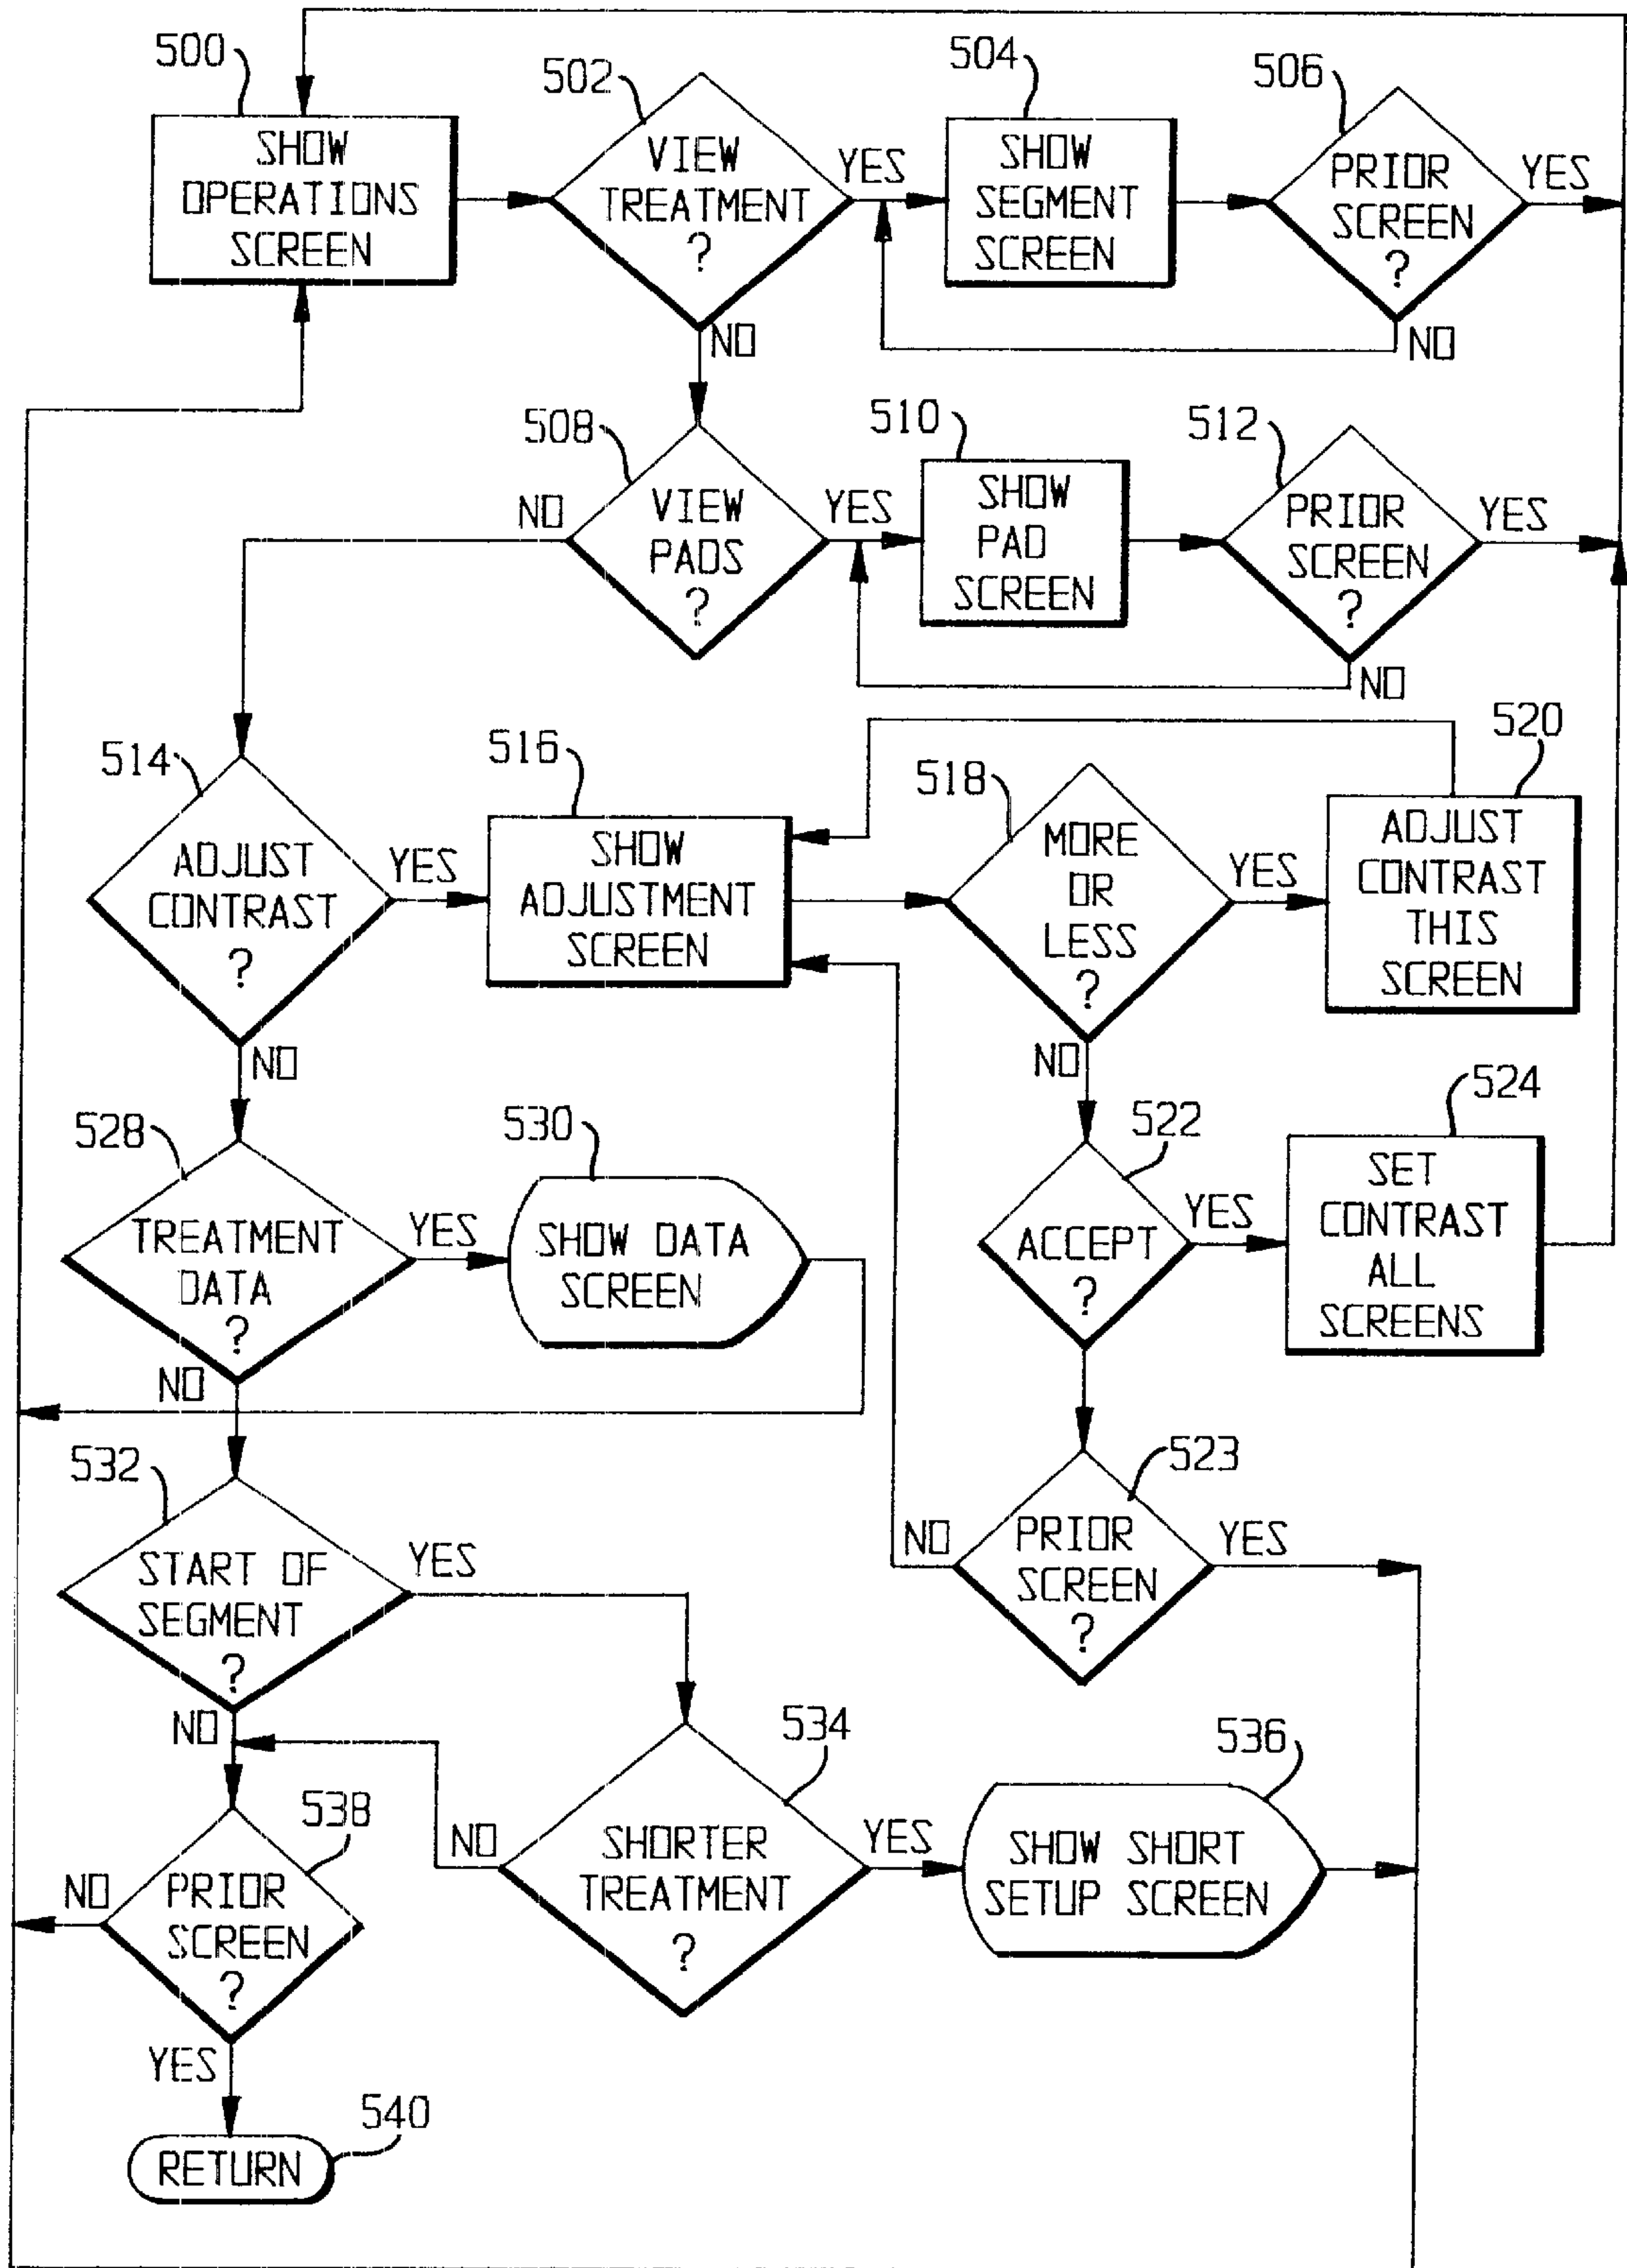 500
SHOW
OPERATIONS
SCREEN
502
VIEW
TREATMENT
?
YES
NO
504
SHOW
SEGMENT
SCREEN
506
PRIOR
SCREEN
?
YES
NO
508
VIEW
PADS
?
NO
YES
510
SHOW
PAD
SCREEN
512
PRIOR
SCREEN
?
YES
NO
514
ADJUST
CONTRAST
?
YES
NO
516
SHOW
ADJUSTMENT
SCREEN
518
MORE
OR
LESS
?
YES
NO
520
ADJUST
CONTRAST
THIS
SCREEN
522
ACCEPT
?
YES
524
SET
CONTRAST
ALL
SCREENS
528
TREATMENT
DATA
?
YES
NO
530
SHOW DATA
SCREEN
523
PRIOR
SCREEN
?
NO
YES
532
START OF
SEGMENT
?
YES
NO
534
SHORTER
TREATMENT
?
NO
YES
536
SHOW SHORT
SETUP SCREEN
538
PRIOR
SCREEN
?
NO
YES
540
RETURN